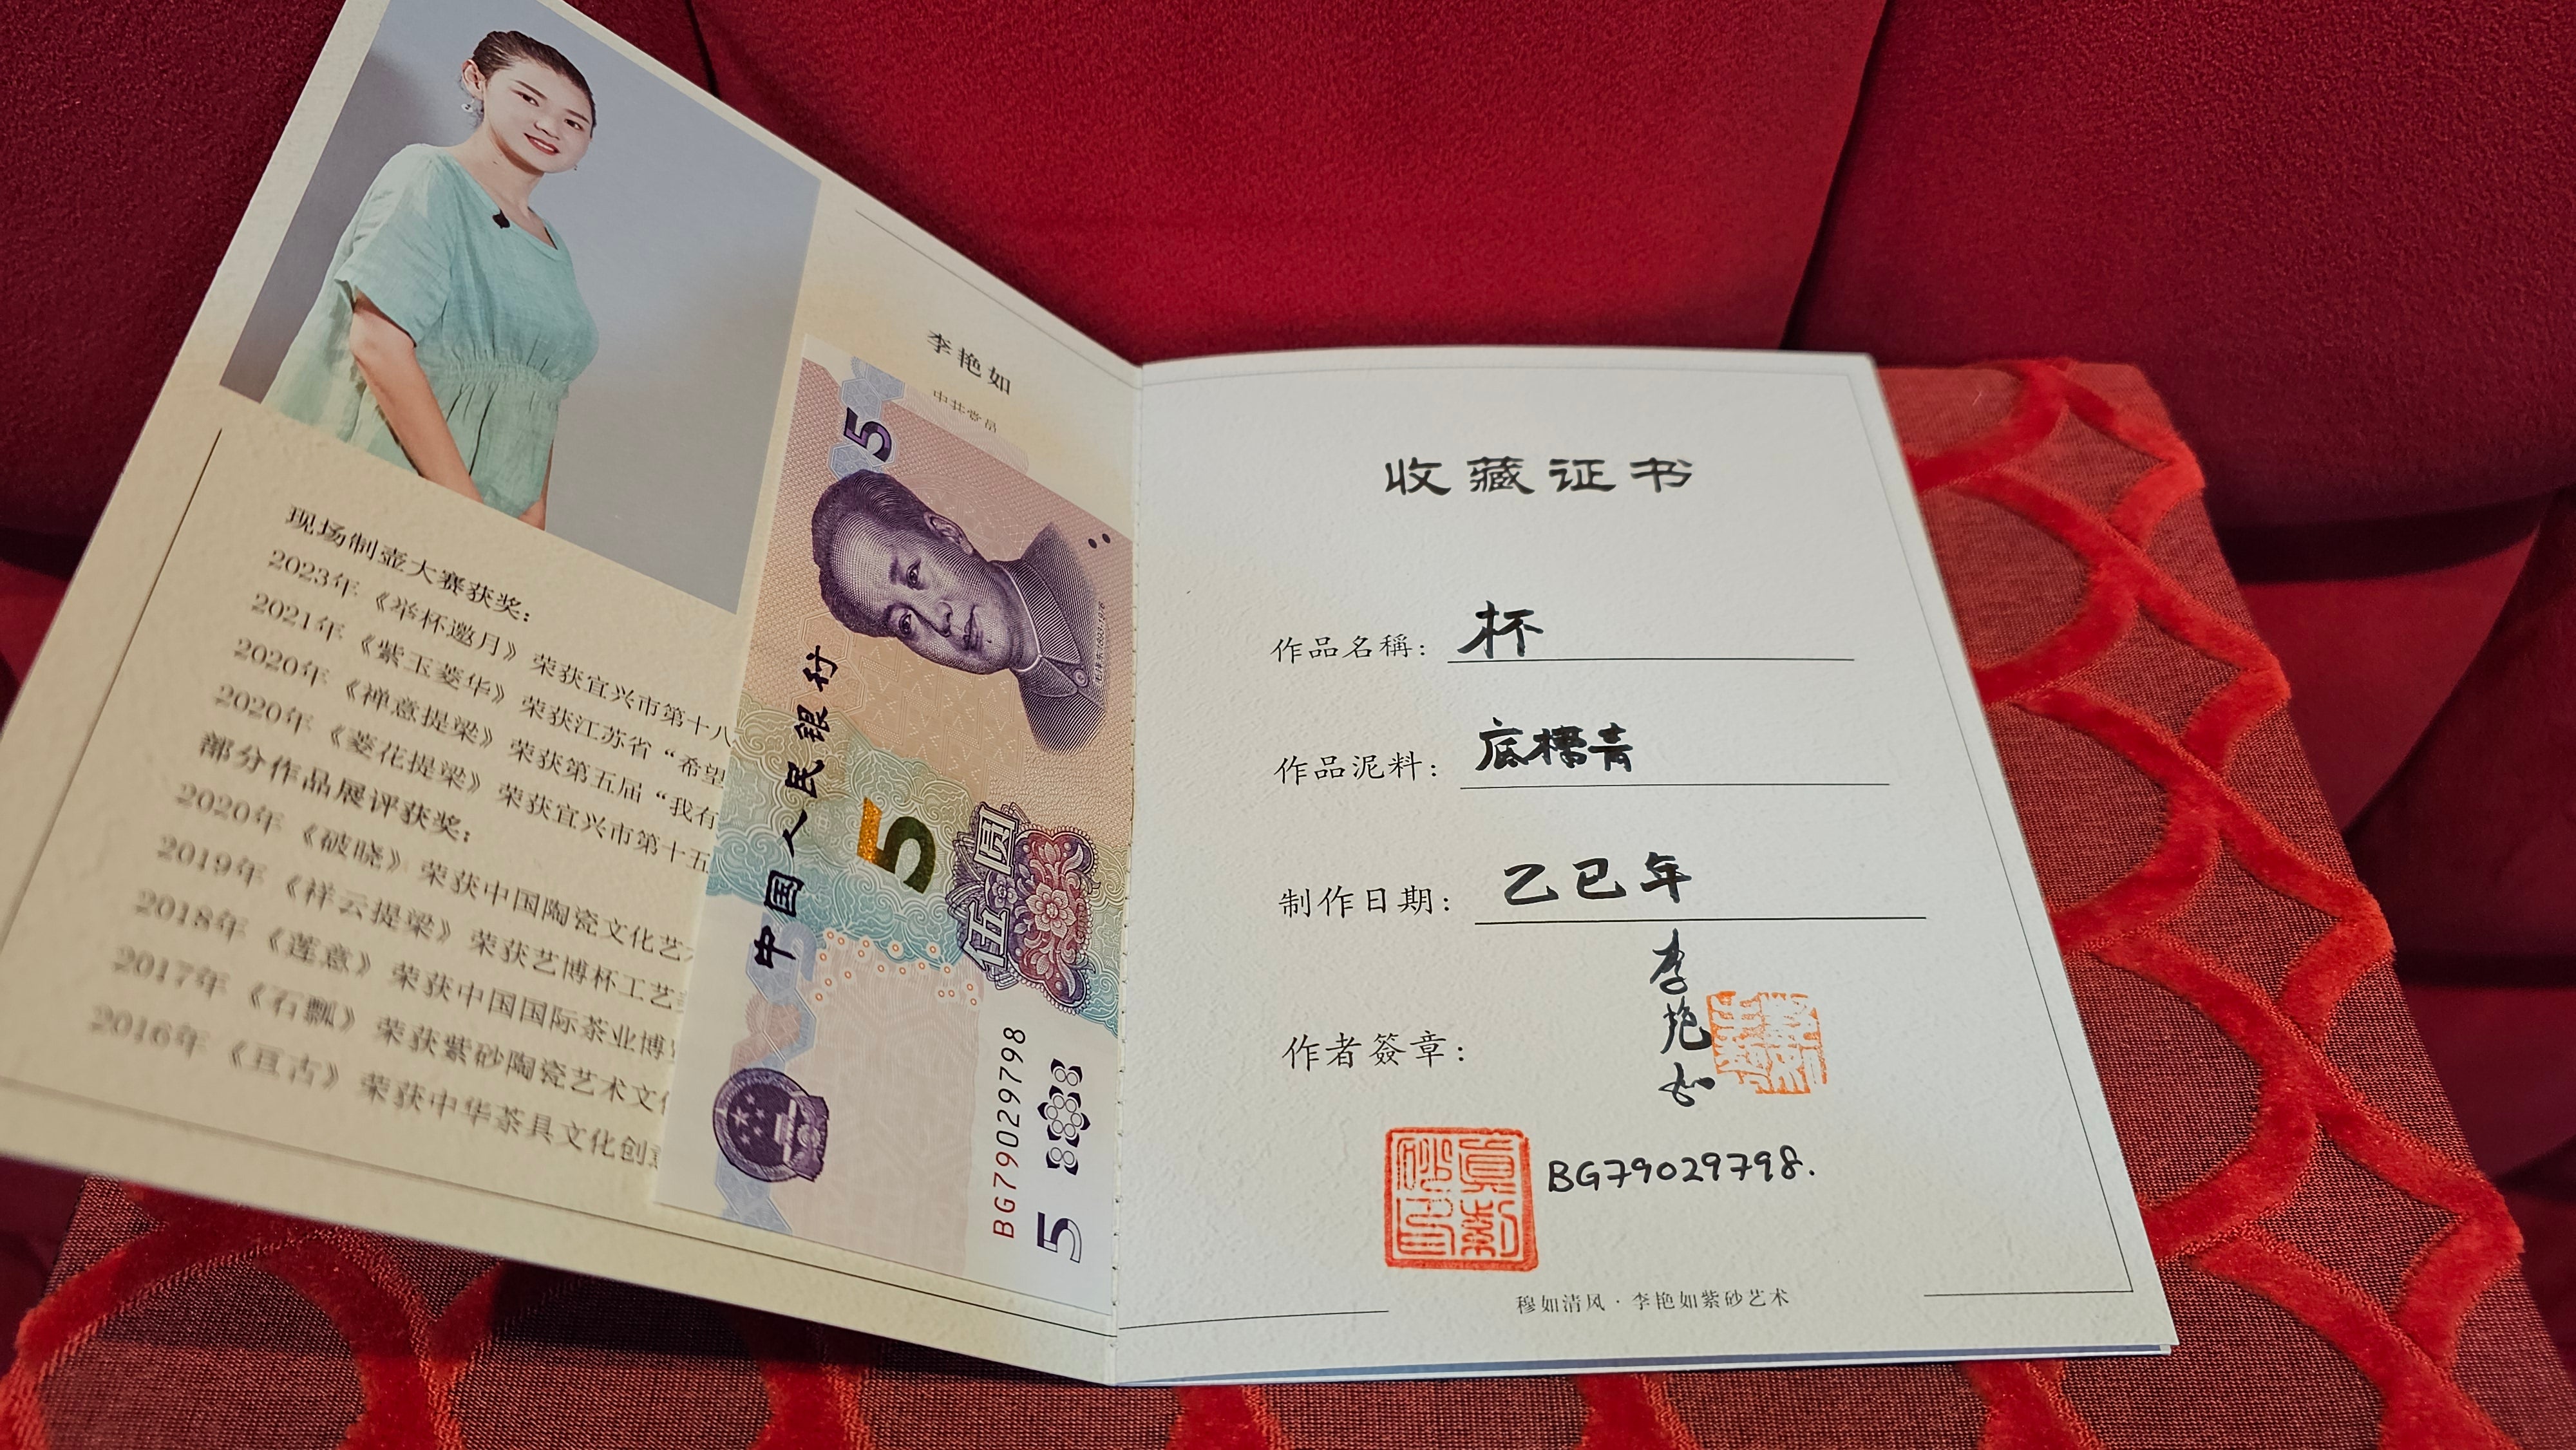 李艳如
中共党员
现场制壶大赛获奖：
2023年《举杯邀月》荣获宜兴市第十八
2021年《紫玉菱华》荣获江苏省“希望
2020年《禅意提梁》荣获第五届“我有
2020年《菱花提梁》荣获宜兴市第十五
部分作品展评获奖：
2020年《破晓》荣获中国陶瓷文化艺
2019年《祥云提梁》荣获艺博杯工艺
2018年《莲意》荣获中国国际茶业博
2017年《石瓢》荣获紫砂陶瓷艺术文
2016年《亘古》荣获中华茶具文化创
5
中国人民银行
5
伍圆
BG79029798
5
收藏证书
作品名稱：杯
作品泥料：底槽青
制作日期：乙巳年
作者簽章：李艳如
BG79029798.
穆如清风·李艳如紫砂艺术